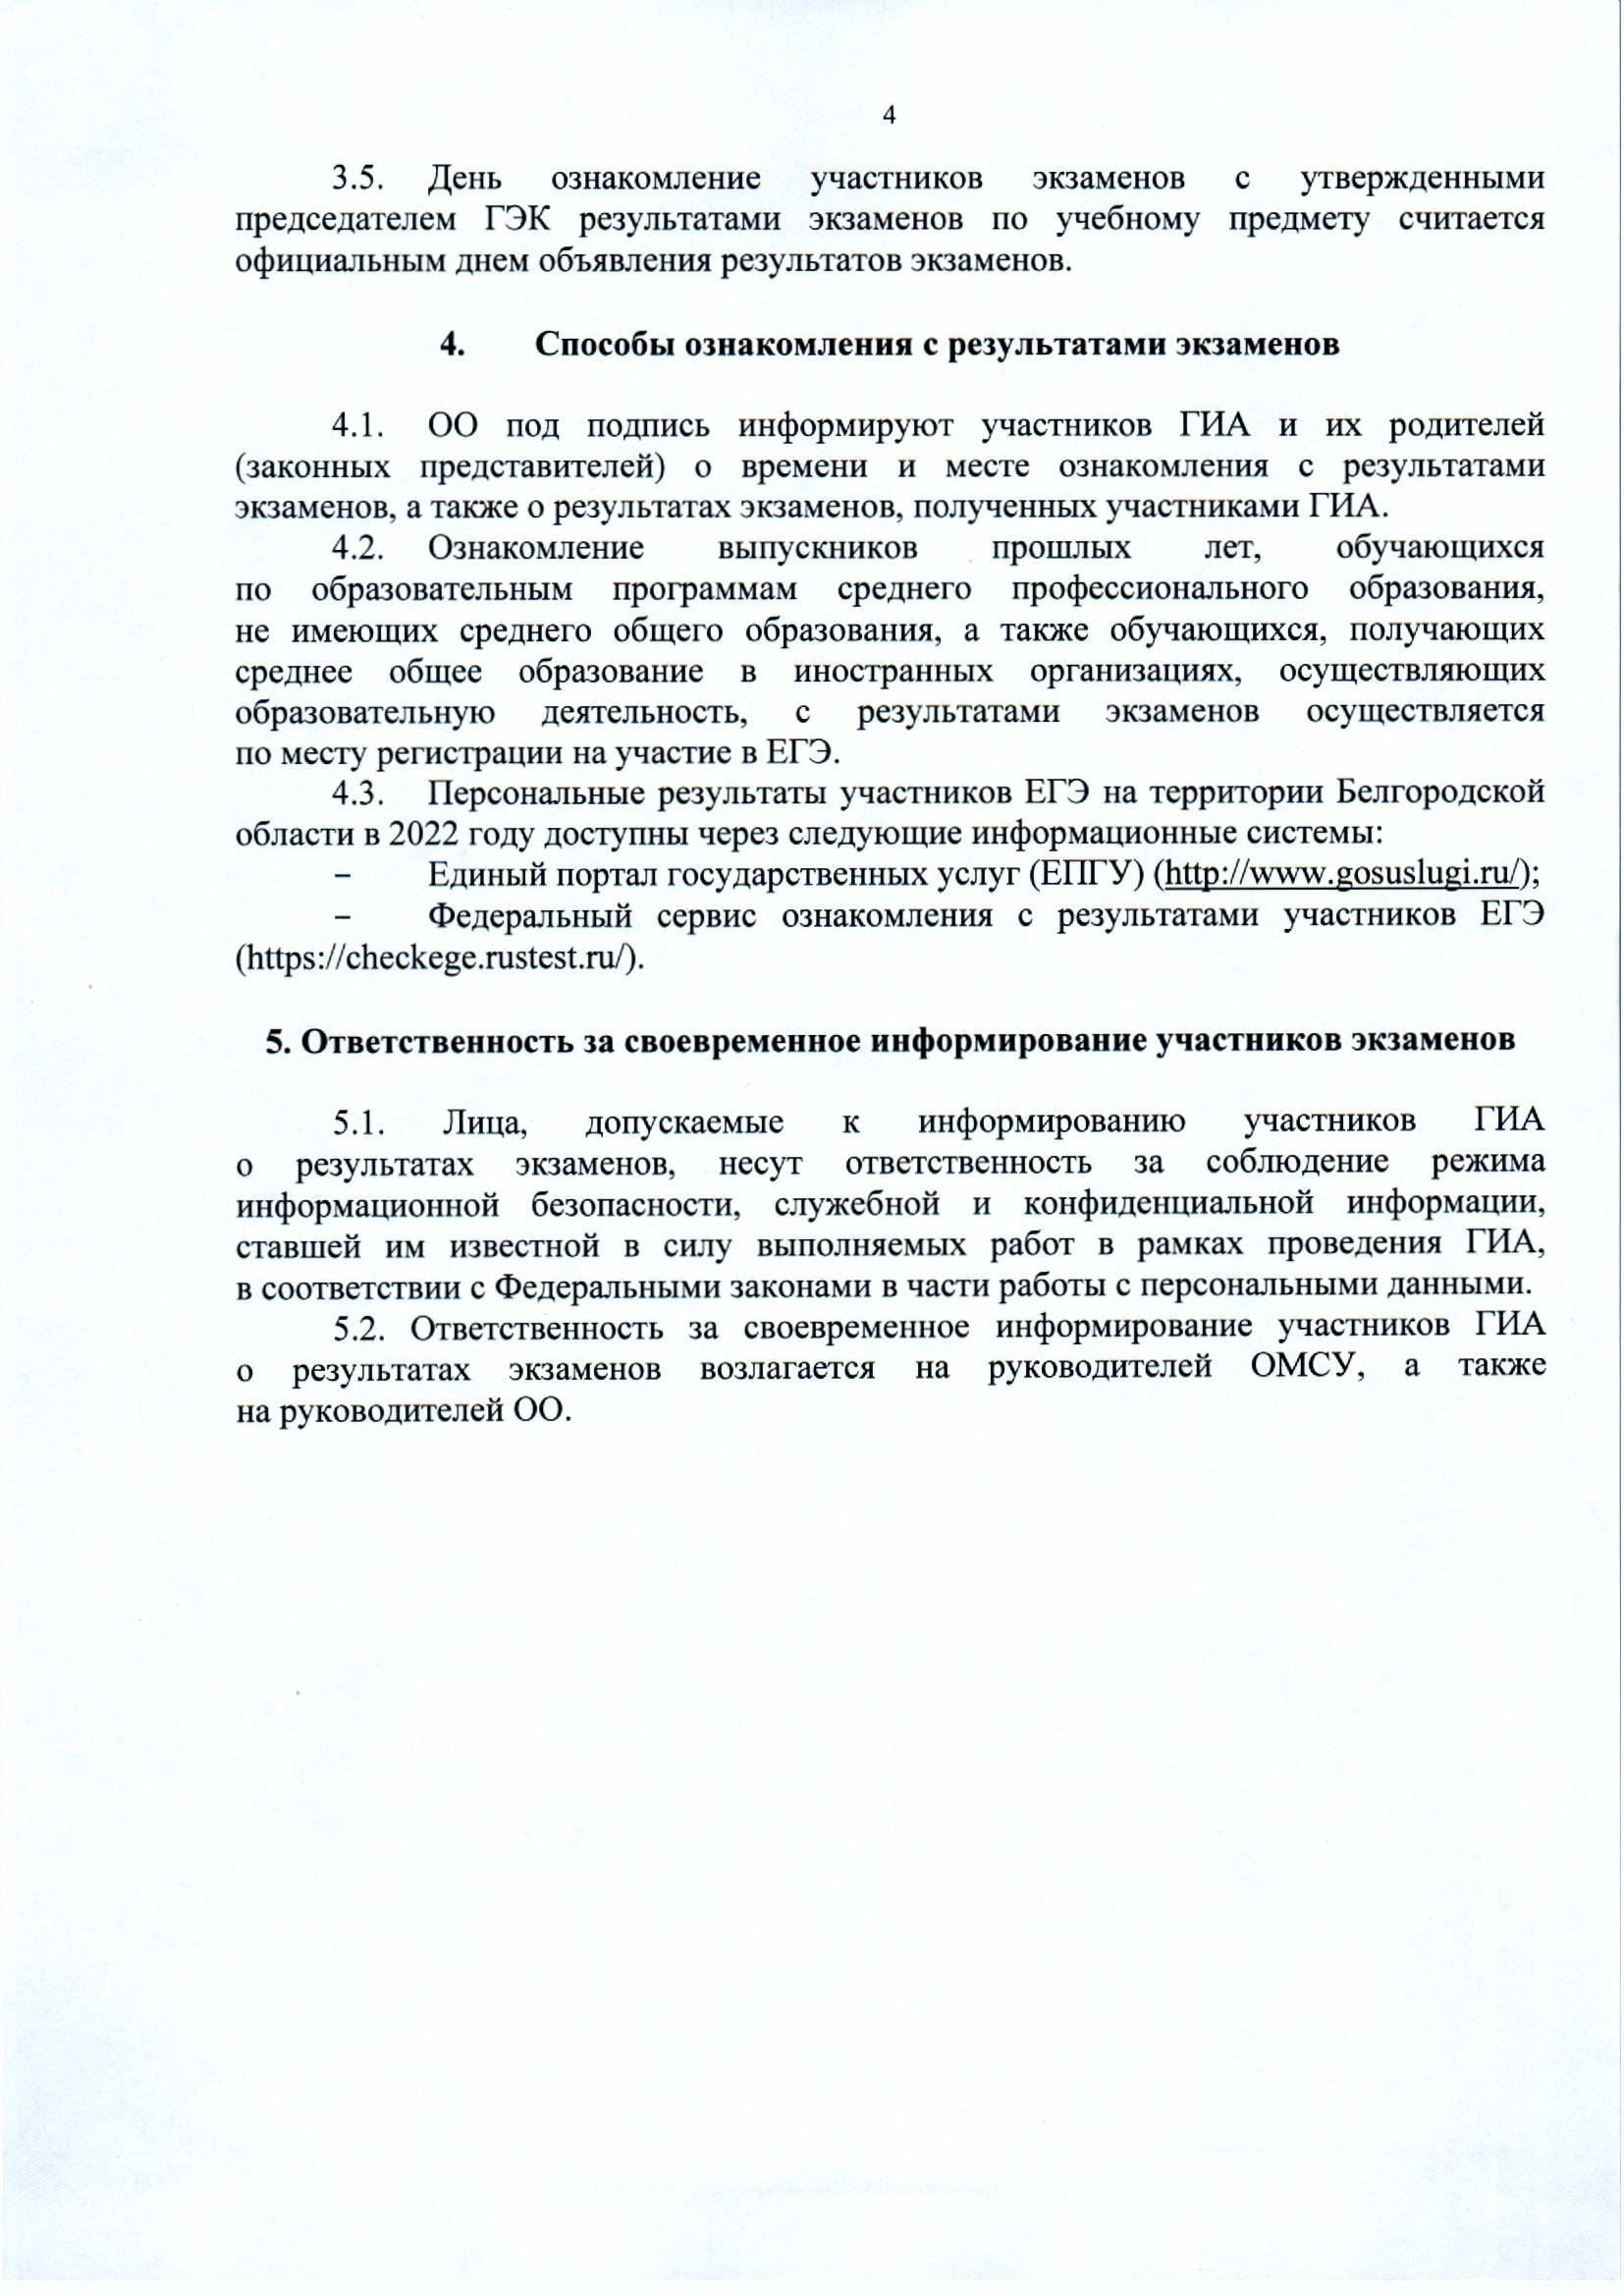 4
3.5. День ознакомление участников экзаменов с утвержденными
председателем ГЭК результатами экзаменов по учебному предмету считается
официальным днем объявления результатов экзаменов.
4. Способы ознакомления с результатами экзаменов
4.1. ОО под подпись информируют участников ГИА и их родителей
(законных представителей) о времени и месте ознакомления с результатами
экзаменов, а также о результатах экзаменов, полученных участниками ГИА.
4.2. Ознакомление выпускников прошлых лет, обучающихся
по образовательным программам среднего профессионального образования,
не имеющих среднего общего образования, а также обучающихся, получающих
среднее общее образование в иностранных организациях, осуществляющих
образовательную деятельность, с результатами экзаменов осуществляется
по месту регистрации на участие в ЕГЭ.
4.3. Персональные результаты участников ЕГЭ на территории Белгородской
области в 2022 году доступны через следующие информационные системы:
– Единый портал государственных услуг (ЕПГУ) (http://www.gosuslugi.ru/);
– Федеральный сервис ознакомления с результатами участников ЕГЭ
(https://checkege.rustest.ru/).
5. Ответственность за своевременное информирование участников экзаменов
5.1. Лица, допускаемые к информированию участников ГИА
о результатах экзаменов, несут ответственность за соблюдение режима
информационной безопасности, служебной и конфиденциальной информации,
ставшей им известной в силу выполняемых работ в рамках проведения ГИА,
в соответствии с Федеральными законами в части работы с персональными данными.
5.2. Ответственность за своевременное информирование участников ГИА
о результатах экзаменов возлагается на руководителей ОМСУ, а также
на руководителей ОО.